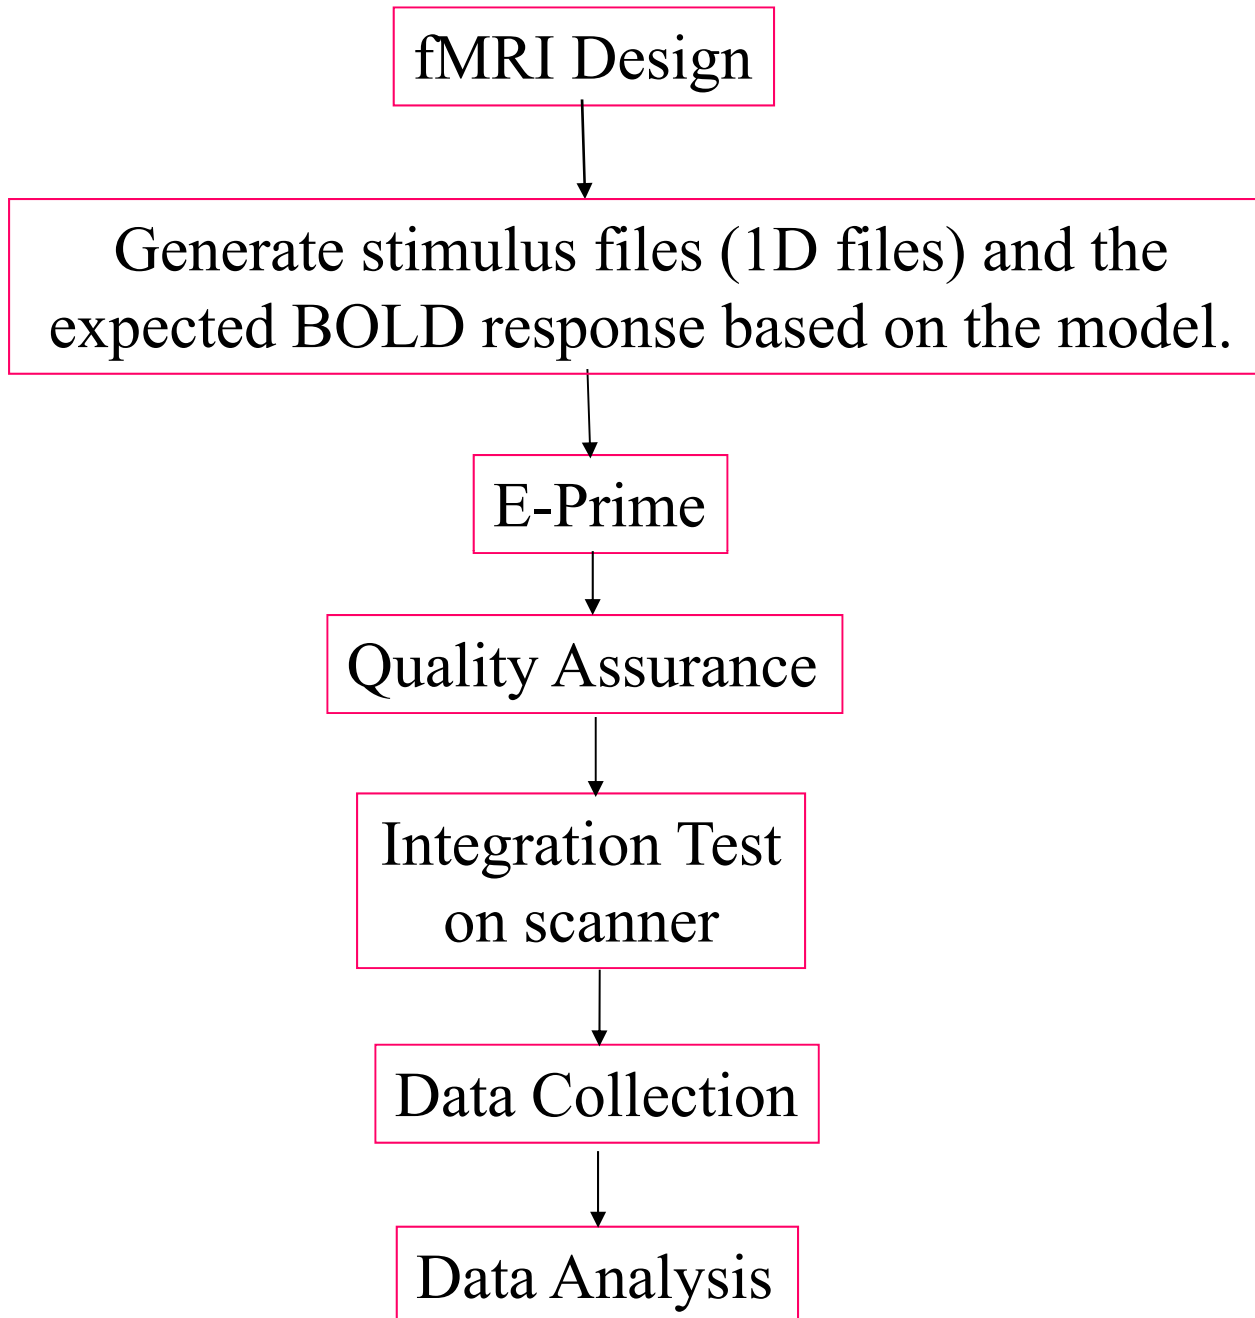 fMRI Design
Generate stimulus files (1D files) and the
expected BOLD response based on the model.
E-Prime
Quality Assurance
Integration Test
on scanner
Data Collection
Data Analysis